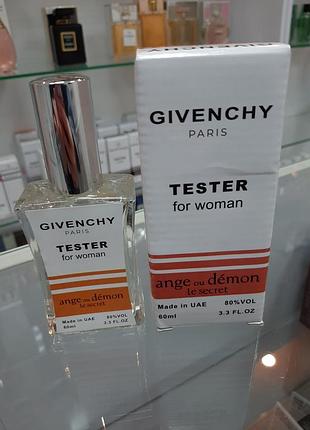 GIVENCHY
PARIS
TESTER
for woman
ange ou démon
le secret
Made in UAE 80%VOL
60ml 3.3 FL.OZ
GIVENCHY
PARIS
TESTER
for woman
ange ou démon
le secret
Made in UAE 80%VOL
60ml 3.3 FL.OZ